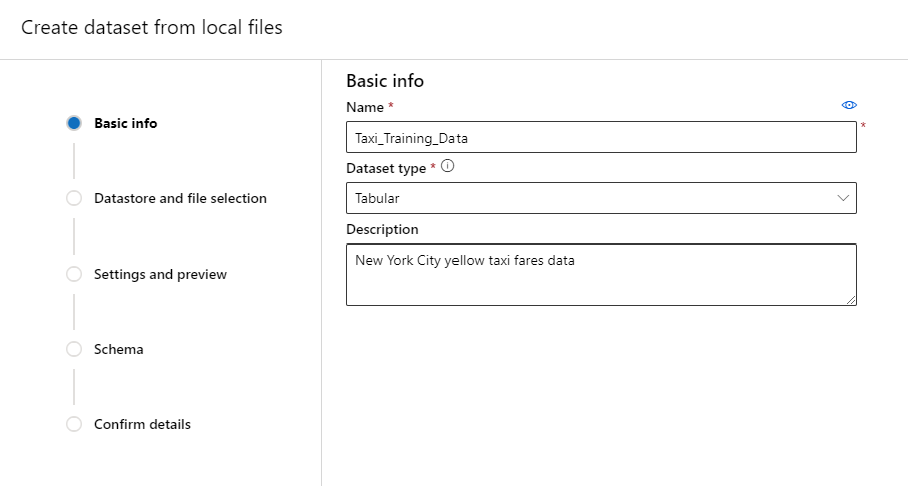 Create dataset from local files
Basic info
Datastore and file selection
Settings and preview
Schema
Confirm details
Basic info
Name *
Taxi_Training_Data
*
Dataset type *
Tabular
Description
New York City yellow taxi fares data